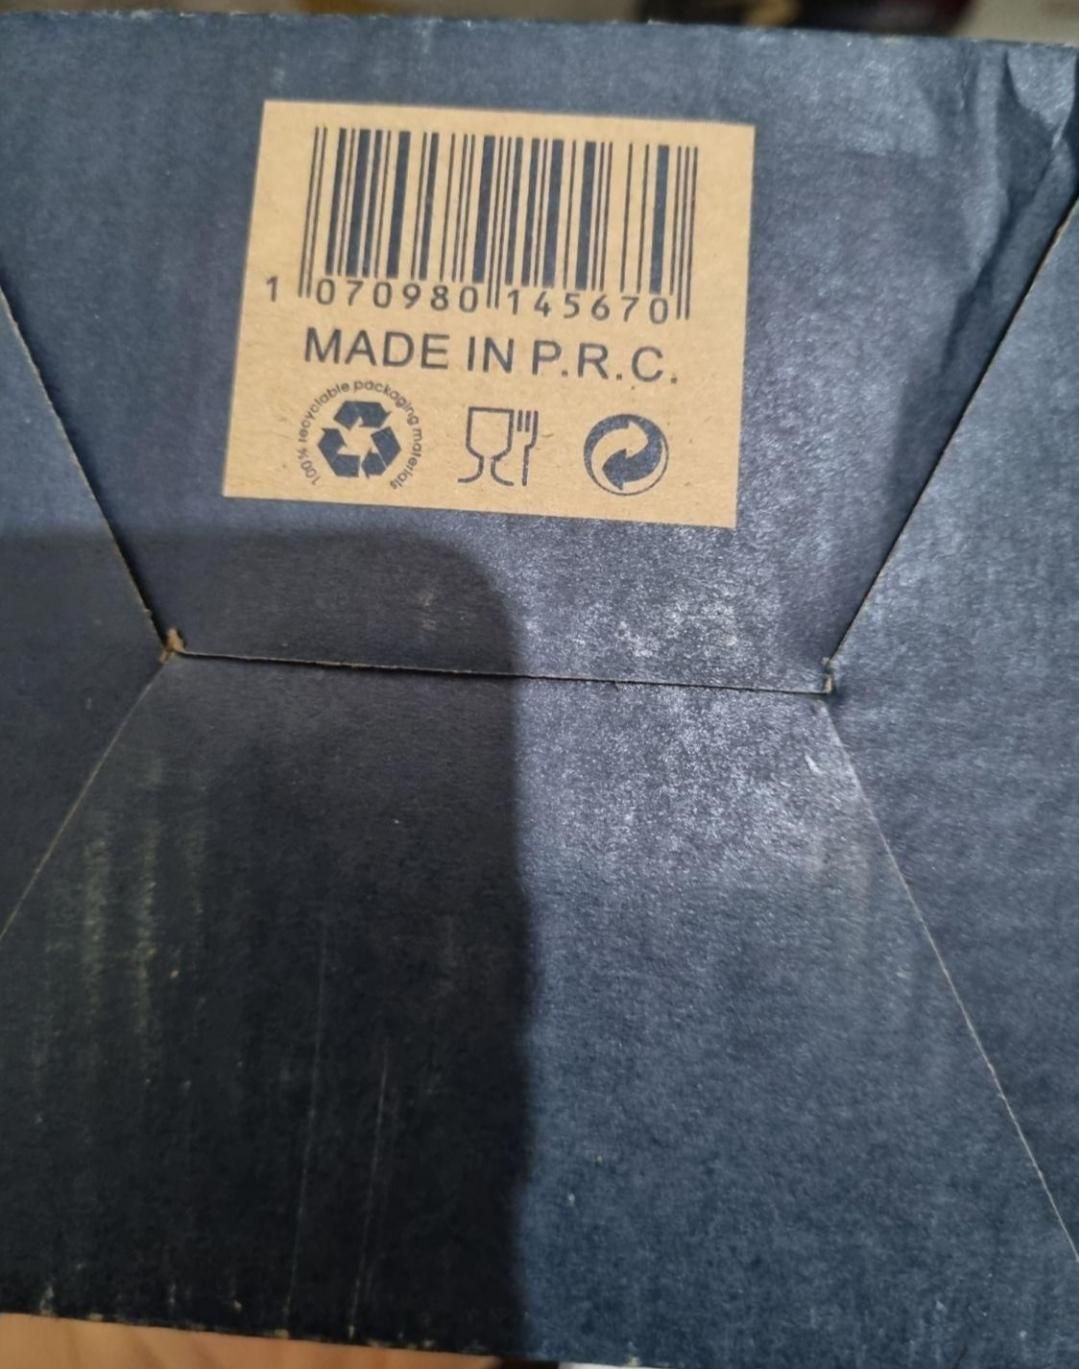 1 070980 145670
MADE IN P.R.C.
100% recyclable packaging materials